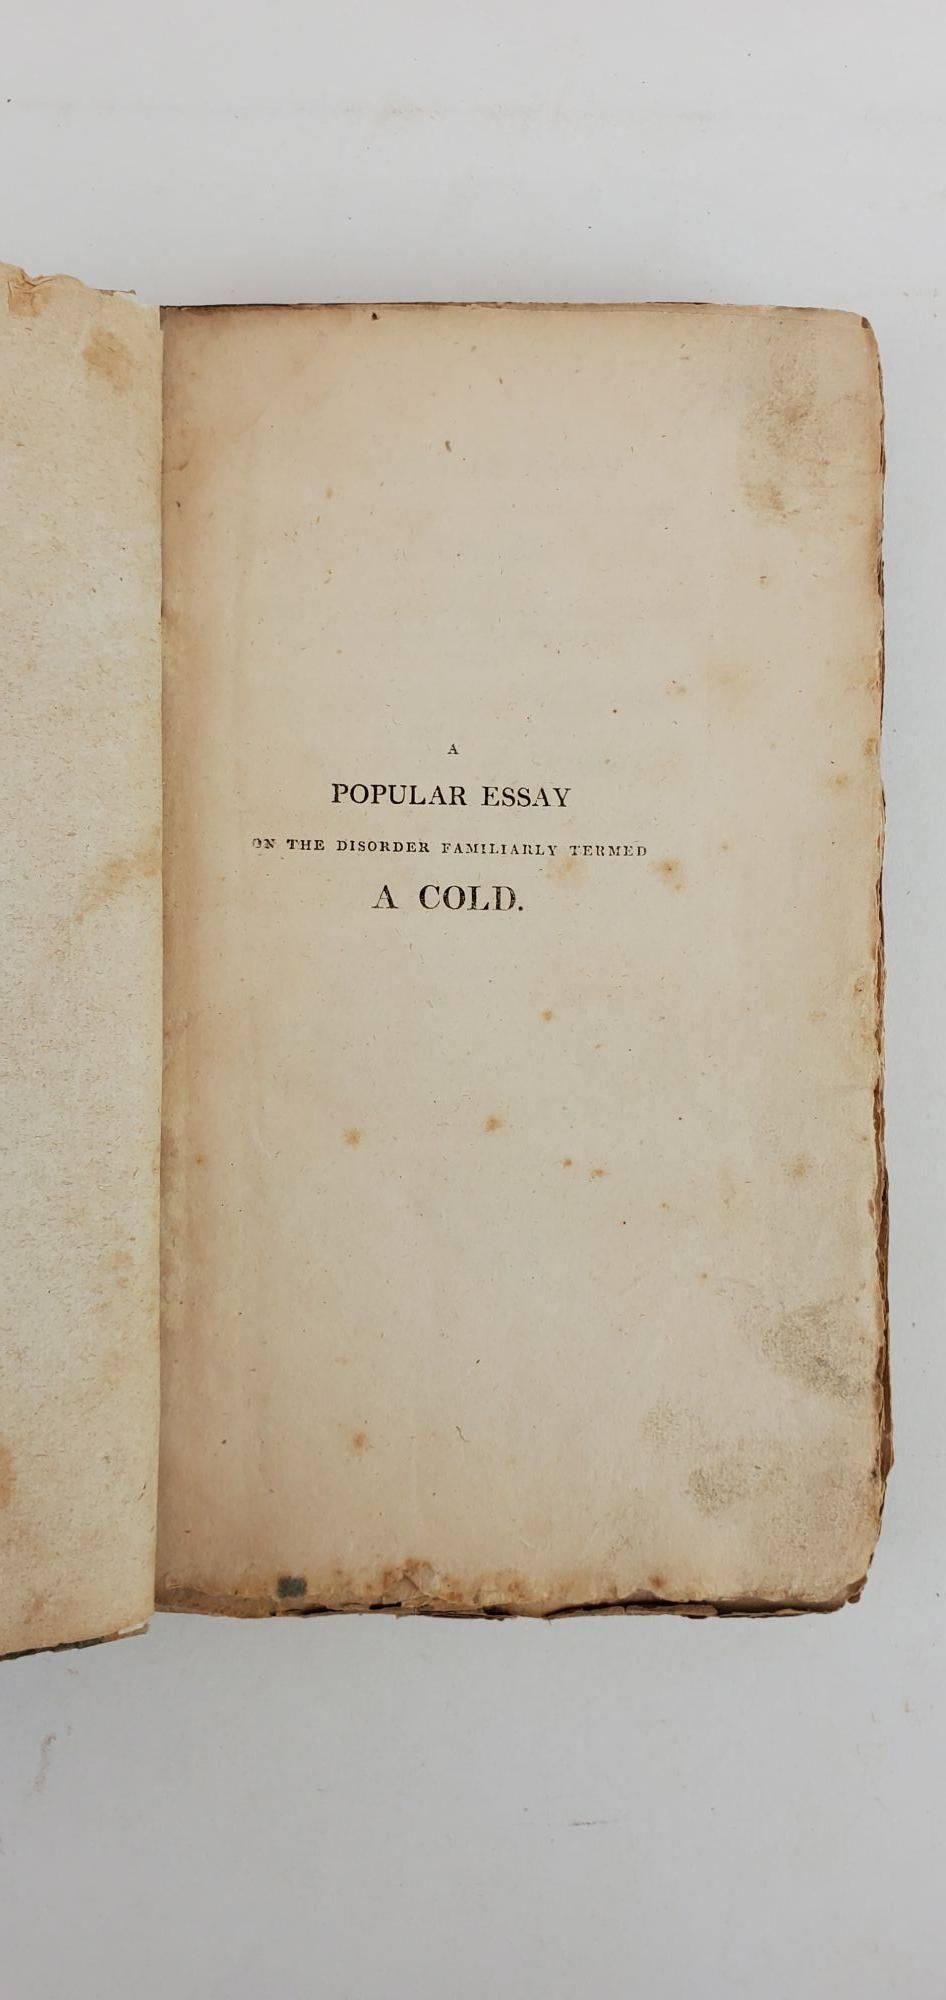 A
POPULAR ESSAY
ON THE DISORDER FAMILIARLY TERMED
A COLD.